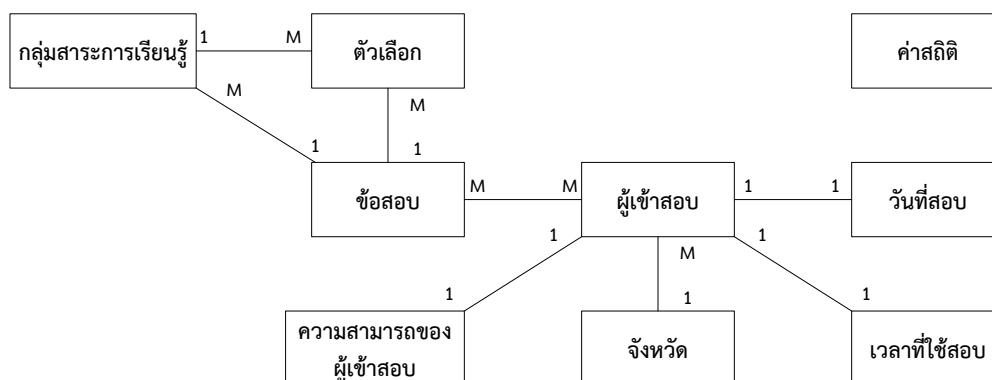 กลุ่มสาระการเรียนรู้ 1 M ตัวเลือก ค่าสถิติ
M M
1 1
ข้อสอบ M M ผู้เข้าสอบ 1 1 วันที่สอบ
1 M 1
1 1 1
ความสามารถของ
ผู้เข้าสอบ
จังหวัด
เวลาที่ใช้สอบ